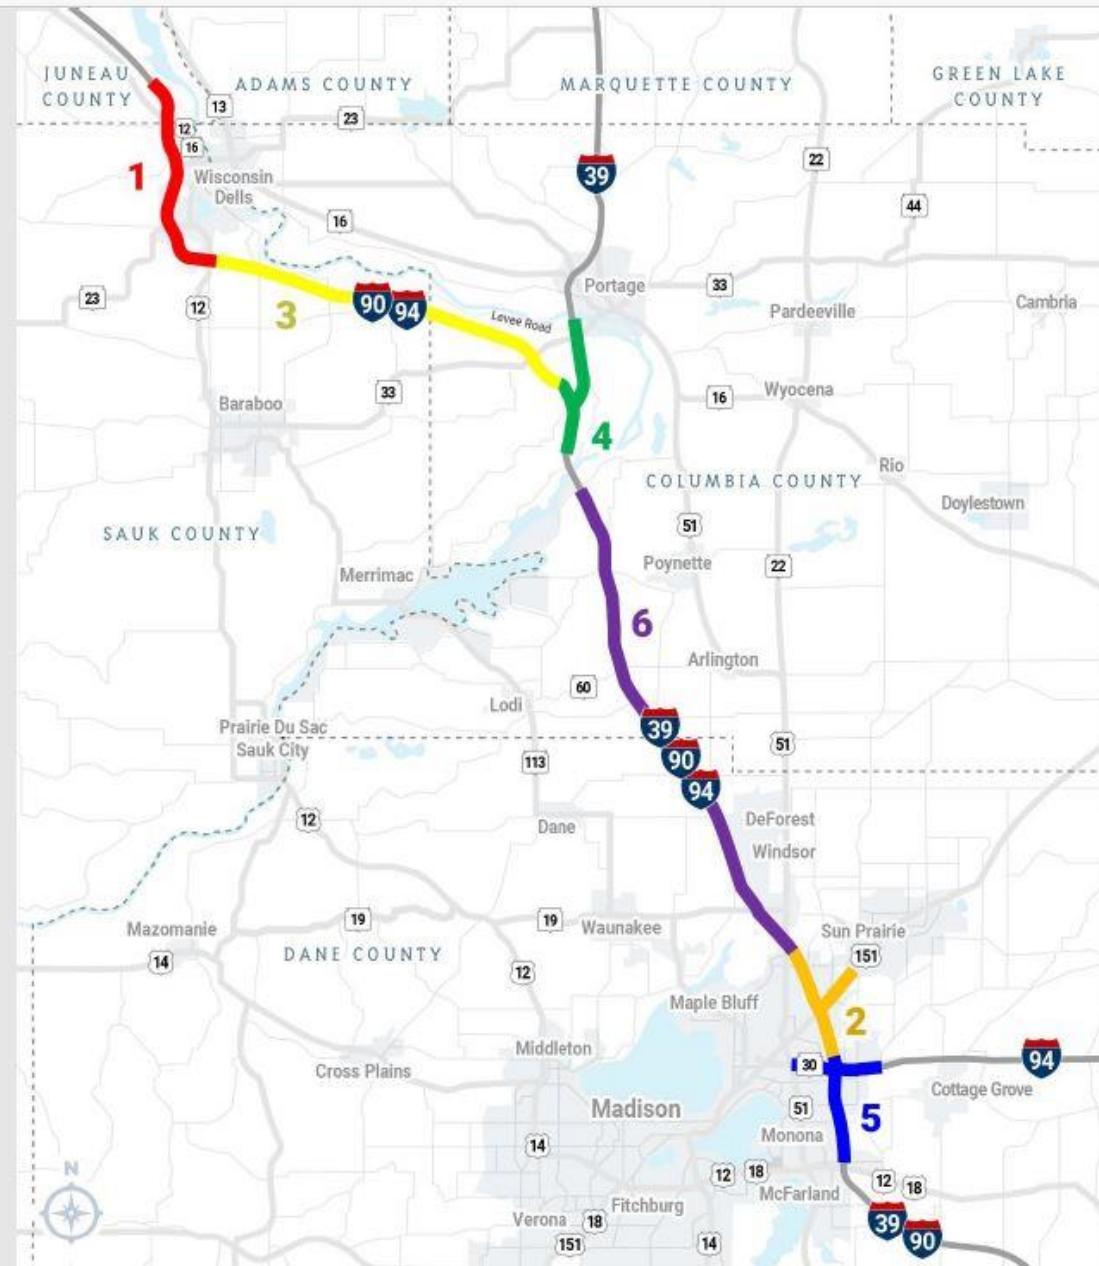 JUNEAU
COUNTY
ADAMS COUNTY
MARQUETTE COUNTY
GREEN LAKE
COUNTY
13
23
12
16
39
22
1
Wisconsin
Dells
44
16
Portage
33
23
12
3
90
94
Levee Road
Pardeeville
Cambria
33
16
Wyocena
Baraboo
4
Rio
COLUMBIA COUNTY
Doylestown
51
SAUK COUNTY
Merrimac
Poynette
22
6
Arlington
60
Lodi
39
Prairie Du Sac
Sauk City
90
51
113
94
12
Dane
DeForest
Windsor
19
19
Waunakee
Sun Prairie
Mazomanie
DANE COUNTY
151
14
12
Maple Bluff
2
Middleton
30
94
Cross Plains
Cottage Grove
Madison
51
5
Monona
14
N
12
18
McFarland
12
18
Fitchburg
Verona
18
39
90
151
14